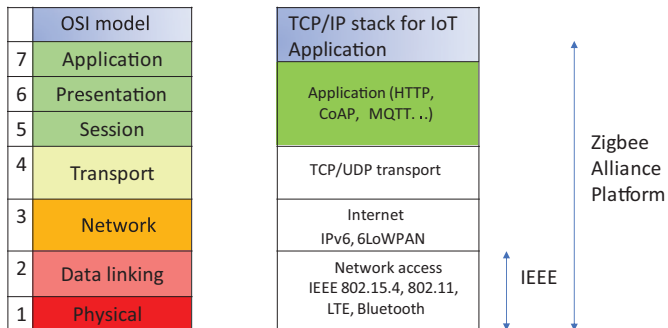 OSI model
7 Application
6 Presentation
5 Session
4 Transport
3 Network
2 Data linking
1 Physical
TCP/IP stack for IoT
Application
Application (HTTP,
CoAP, MQTT. ..)
TCP/UDP transport
Internet
IPv6, 6LoWPAN
Network access
IEEE 802.15.4, 802.11,
LTE, Bluetooth
IEEE
Zigbee
Alliance
Platform